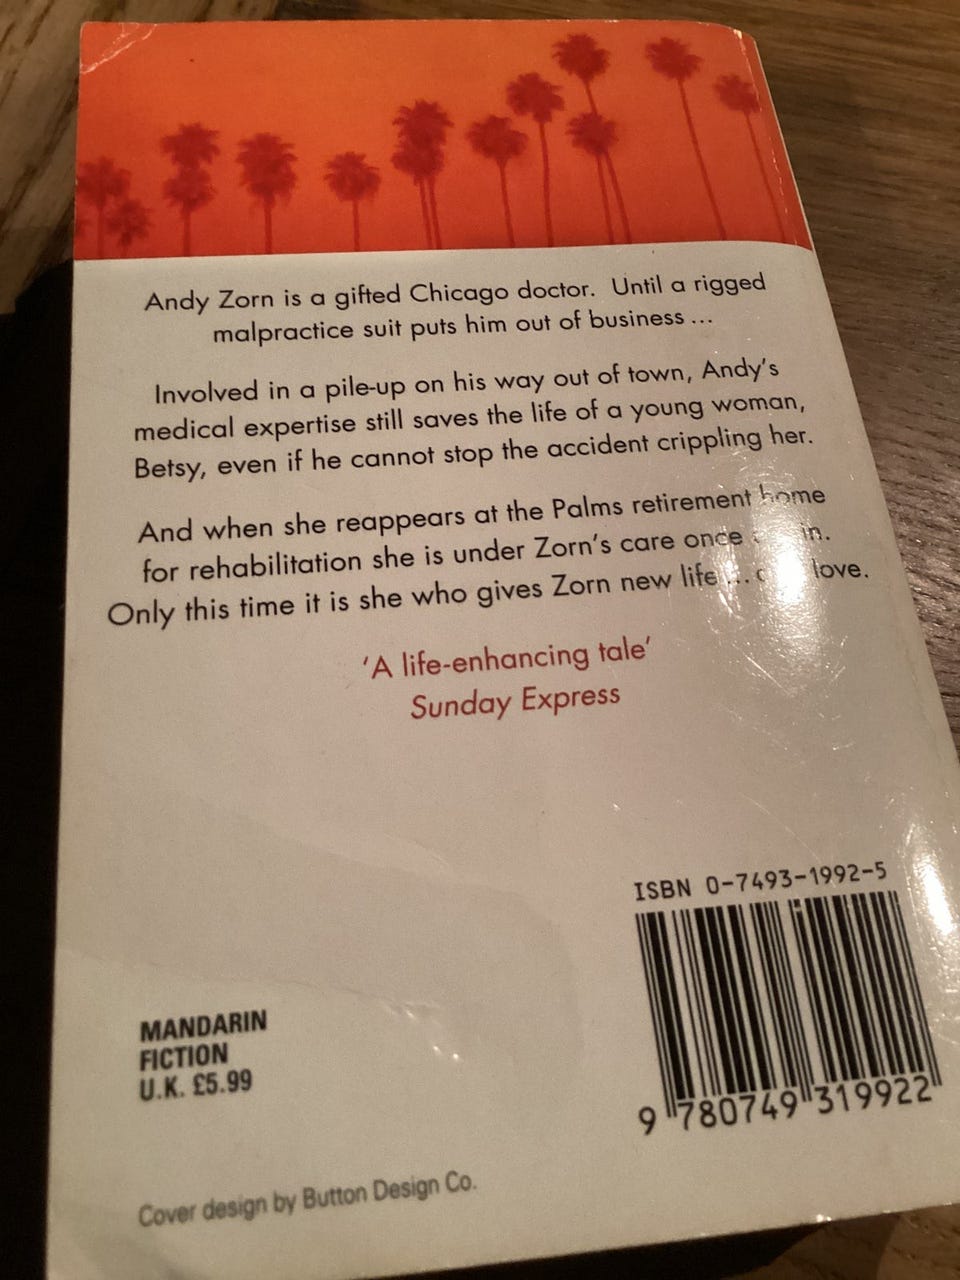 Andy Zorn is a gifted Chicago doctor. Until a rigged
malpractice suit puts him out of business ...
Involved in a pile-up on his way out of town, Andy's
medical expertise still saves the life of a young woman,
Betsy, even if he cannot stop the accident crippling her.
And when she reappears at the Palms retirement home
for rehabilitation she is under Zorn's care once
Only this time it is she who gives Zorn new life ... love.
'A life-enhancing tale'
Sunday Express
ISBN 0-7493-1992-5
MANDARIN
FICTION
U.K. £5.99
9 780749 319922
Cover design by Button Design Co.